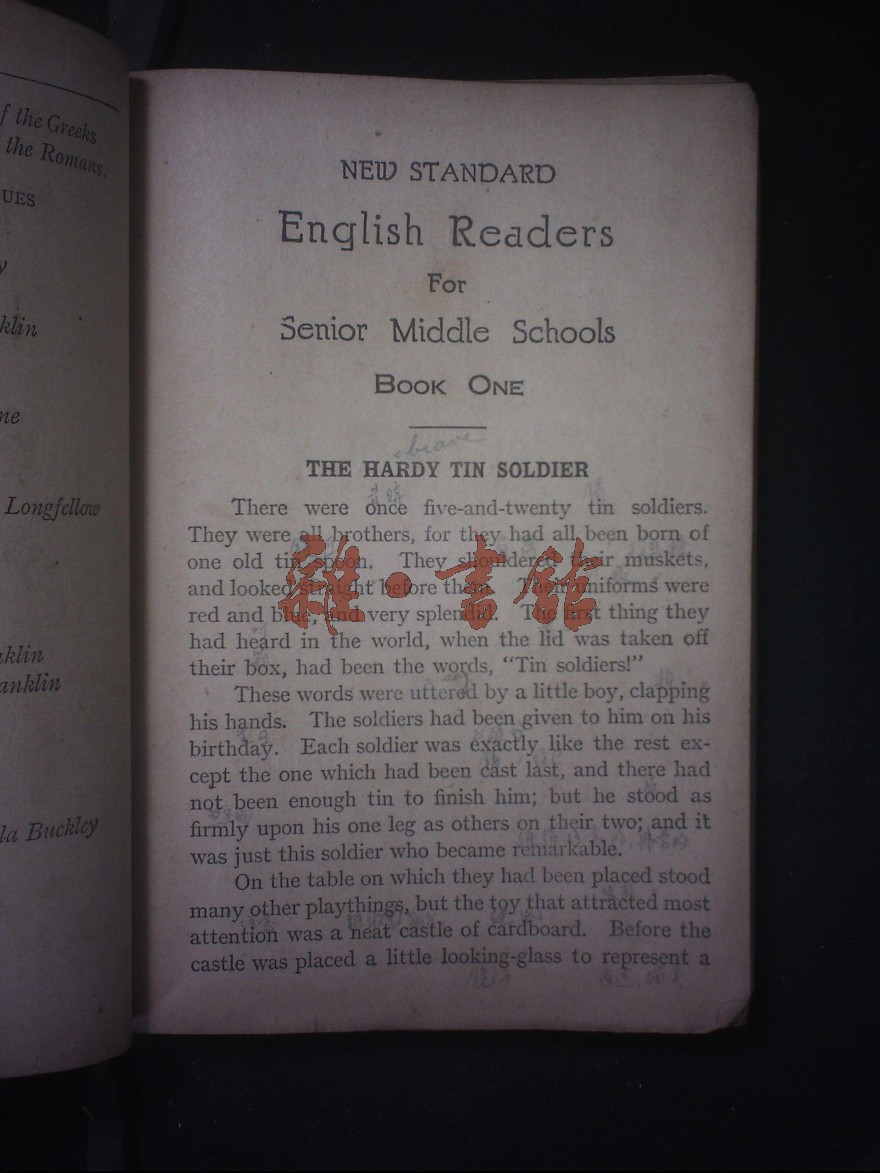 f the Greeks
the Romans.
UES
y
klin
ne
Longfellow
klin
anklin
la Buckley
NEW STANDARD
English Readers
For
Senior Middle Schools
BOOK ONE
brave
THE HARDY TIN SOLDIER
There were once five-and-twenty tin soldiers.
They were all brothers, for they had all been born of
one old tin spoon. They shouldered their muskets,
and looked straight before them. Their uniforms were
red and blue, and very splendid. The first thing they
had heard in the world, when the lid was taken off
their box, had been the words, “Tin soldiers!”
These words were uttered by a little boy, clapping
his hands. The soldiers had been given to him on his
birthday. Each soldier was exactly like the rest ex-
cept the one which had been cast last, and there had
not been enough tin to finish him; but he stood as
firmly upon his one leg as others on their two; and it
was just this soldier who became remarkable.
On the table on which they had been placed stood
many other playthings, but the toy that attracted most
attention was a neat castle of cardboard. Before the
castle was placed a little looking-glass to represent a
雜·書館